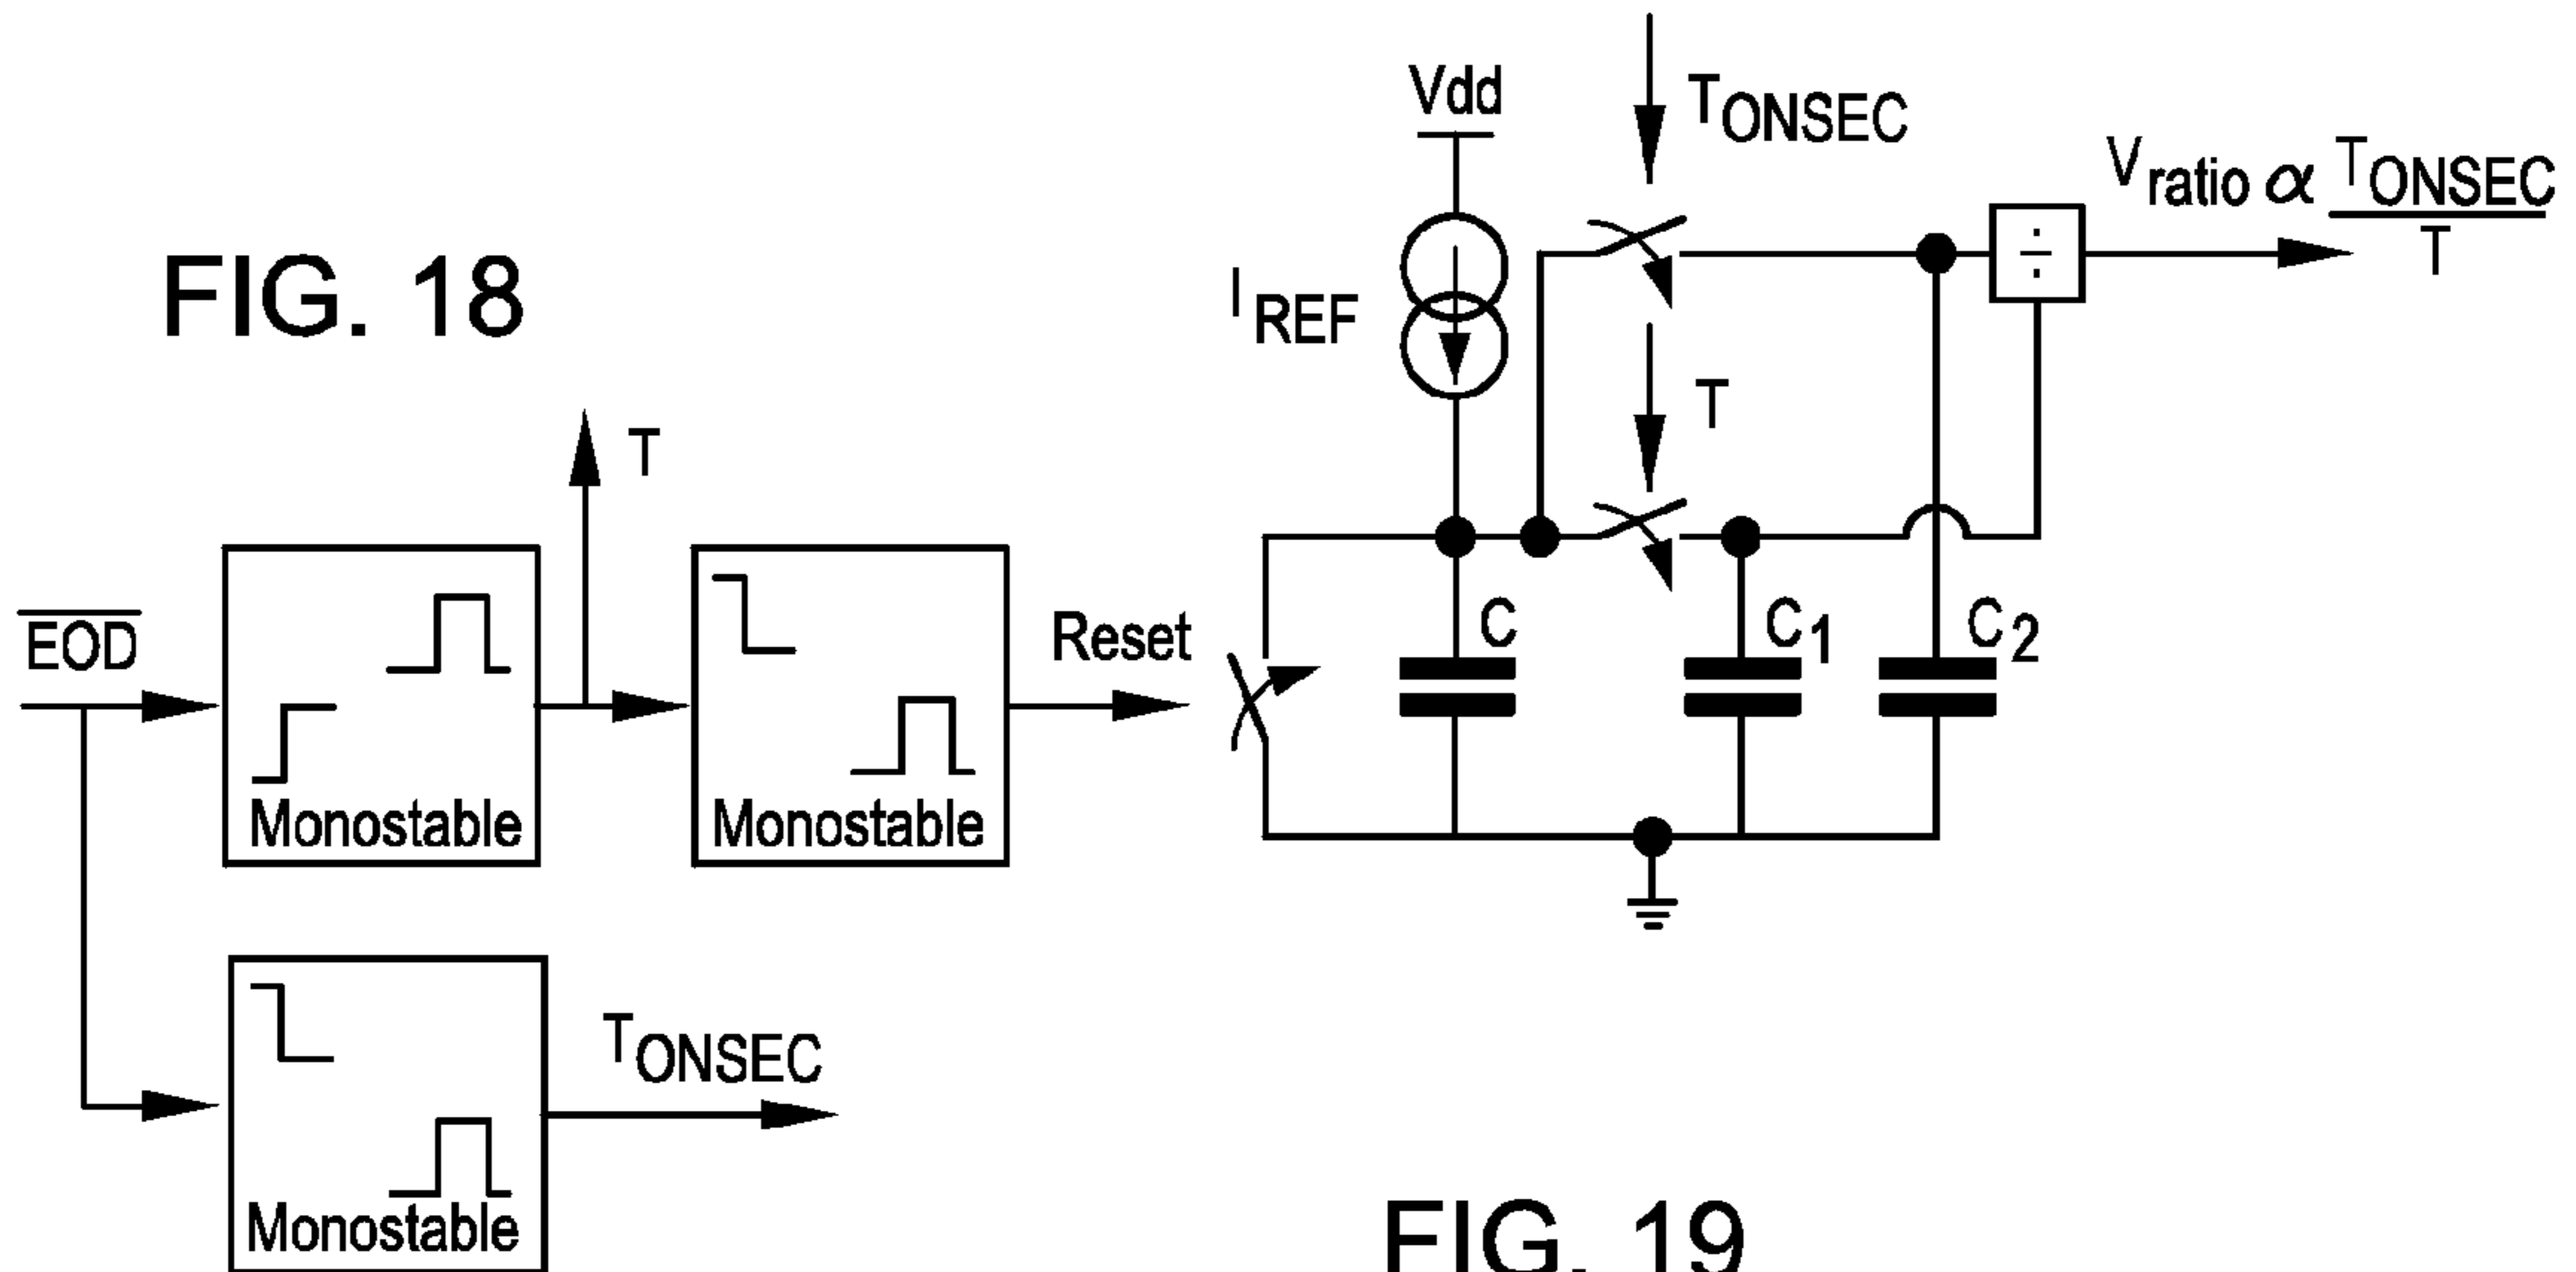 FIG. 18
T
EOD
Monostable
Monostable
Reset
Monostable
TONSEC
Vdd
TONSEC
IREF
T
Vratio ∝ TONSEC
T
÷
C
C1
C2
FIG. 19